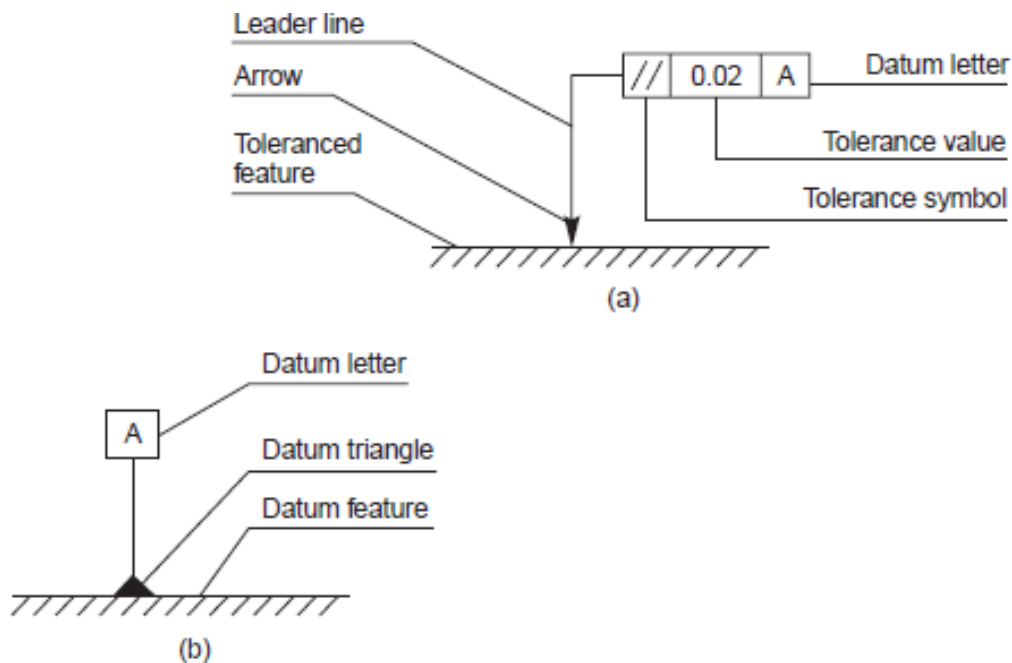 Leader line
// 0.02 A
Datum letter
Arrow
Toleranced
feature
Tolerance value
Tolerance symbol
(a)
Datum letter
A
Datum triangle
Datum feature
(b)